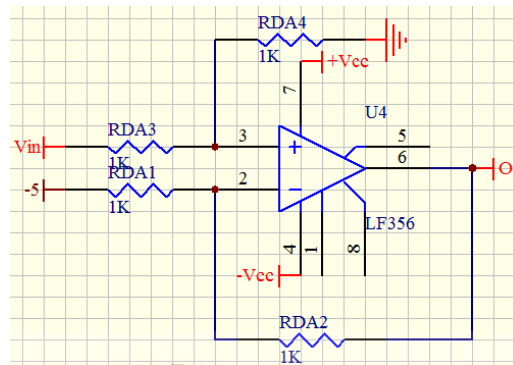 RDA4
1K
+Vcc
7
U4
RDA3
Vin
1K
3
+
5
6
O
RDA1
-5
1K
2
−
LF356
4
1
8
-Vcc
RDA2
1K